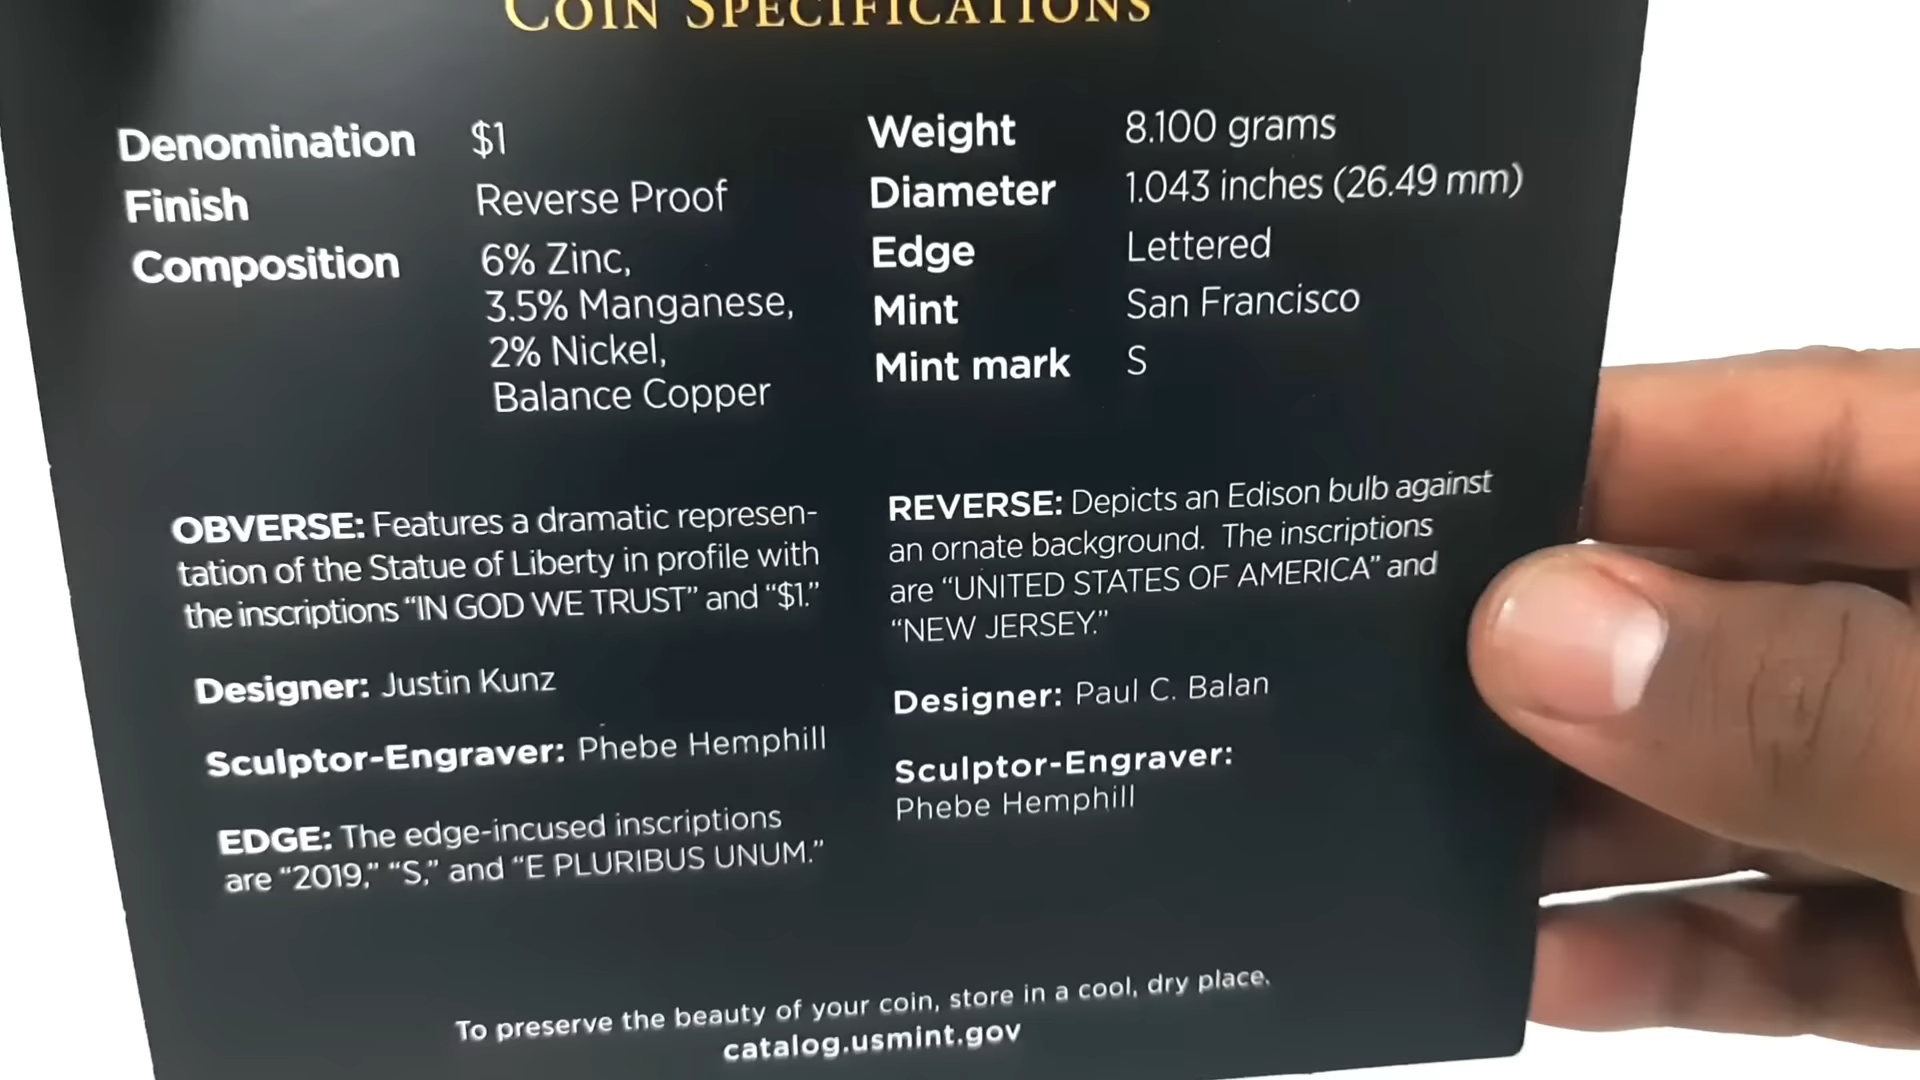 COIN SPECIFICATIONS
Denomination $1
Finish Reverse Proof
Composition 6% Zinc,
3.5% Manganese,
2% Nickel,
Balance Copper
Weight 8.100 grams
Diameter 1.043 inches (26.49 mm)
Edge Lettered
Mint San Francisco
Mint mark S
OBVERSE: Features a dramatic represen-
tation of the Statue of Liberty in profile with
the inscriptions “IN GOD WE TRUST” and “$1.”
Designer: Justin Kunz
Sculptor-Engraver: Phebe Hemphill
EDGE: The edge-incused inscriptions
are “2019,” “S,” and “E PLURIBUS UNUM.”
REVERSE: Depicts an Edison bulb against
an ornate background. The inscriptions
are “UNITED STATES OF AMERICA” and
“NEW JERSEY.”
Designer: Paul C. Balan
Sculptor-Engraver:
Phebe Hemphill
To preserve the beauty of your coin, store in a cool, dry place.
catalog.usmint.gov